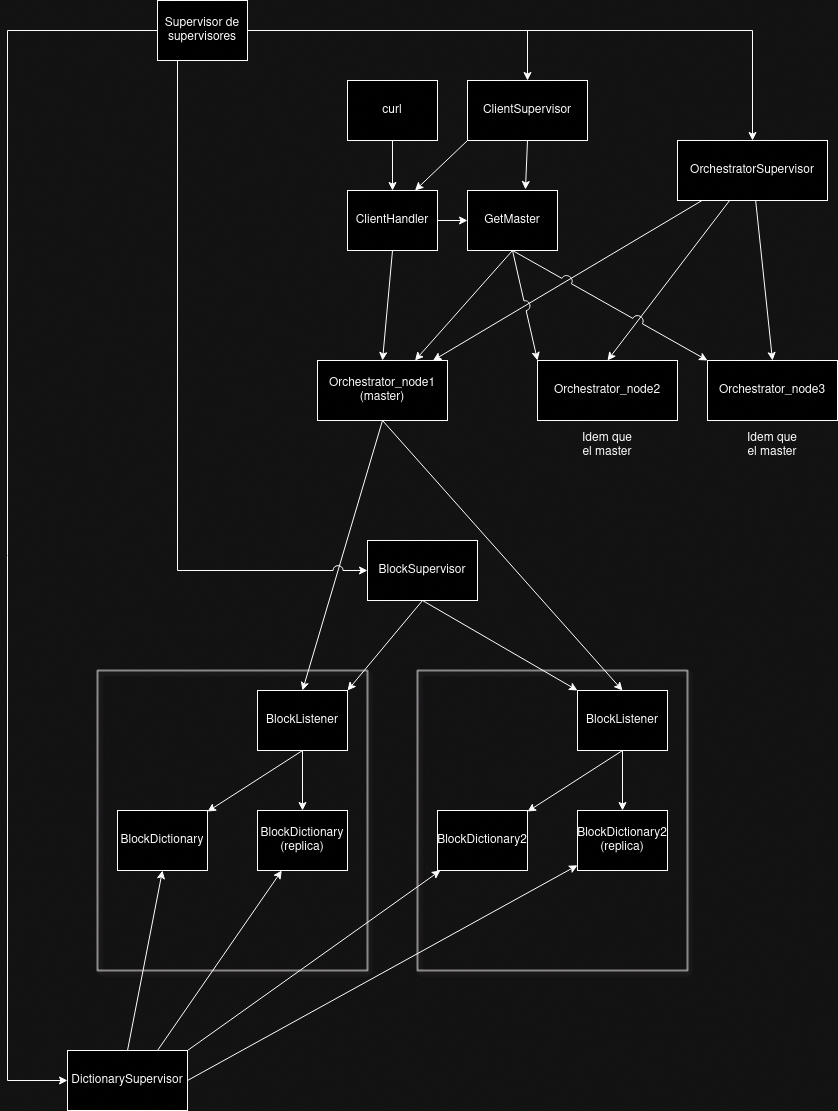 Supervisor de
supervisores
curl
ClientSupervisor
OrchestratorSupervisor
ClientHandler
GetMaster
Orchestrator_node1
(master)
Orchestrator_node2
Orchestrator_node3
Idem que
el master
Idem que
el master
BlockSupervisor
BlockListener
BlockListener
BlockDictionary
BlockDictionary
(replica)
BlockDictionary2
BlockDictionary2
(replica)
DictionarySupervisor